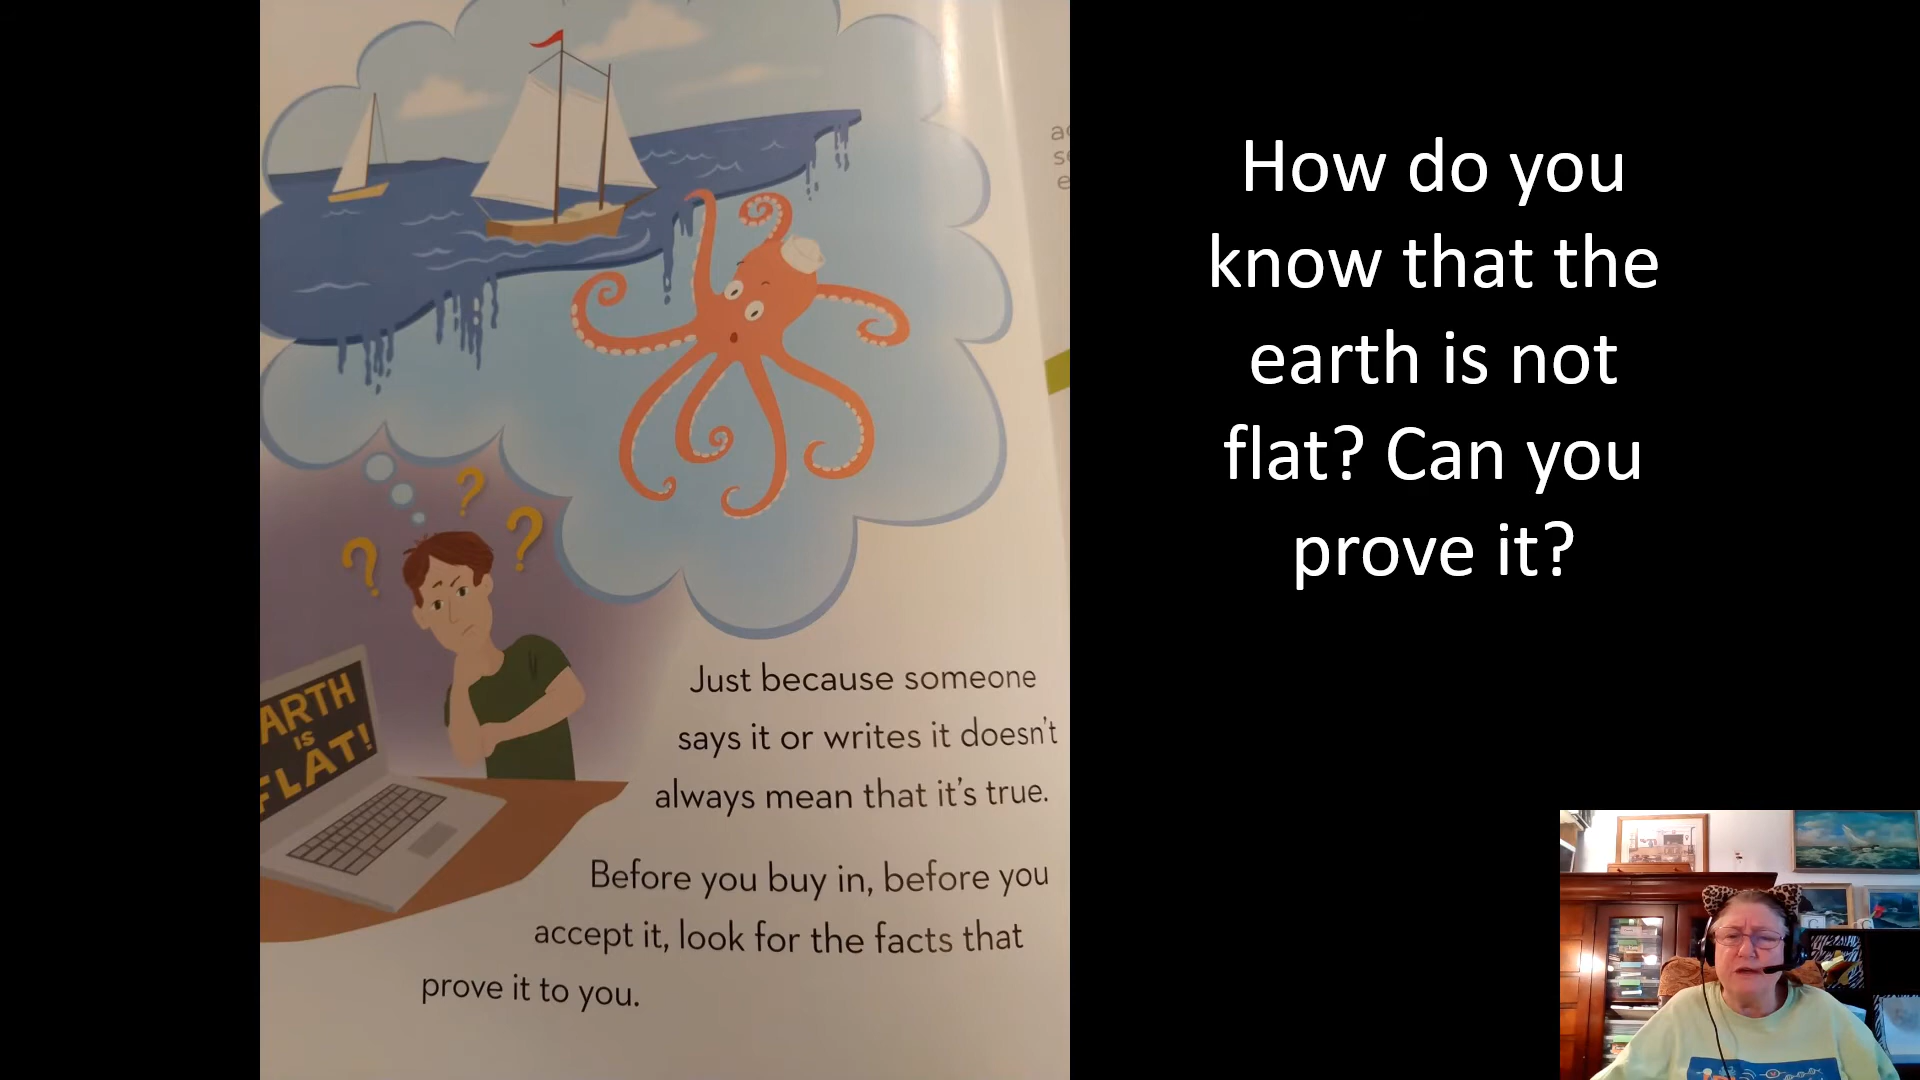 How do you
know that the
earth is not
flat? Can you
prove it?
ARTH
IS
FLAT!
Just because someone
says it or writes it doesn't
always mean that it's true.
Before you buy in, before you
accept it, look for the facts that
prove it to you.